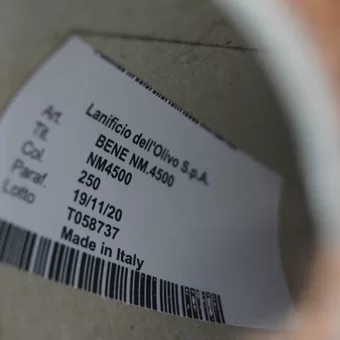 Lanificio dell'Olivo S.p.A.
Art. BENE NM.4500
Tit. NM4500
Col. 250
Paraf. 19/11/20
Lotto T058737
Made in Italy